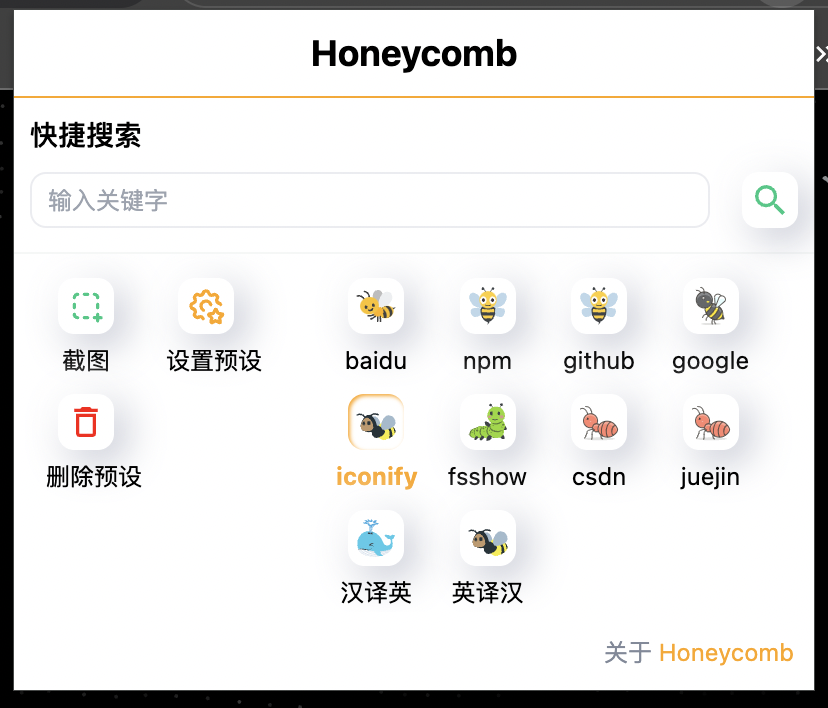 Honeycomb
快捷搜索
输入关键字
截图
设置预设
baidu
npm
github
google
删除预设
iconify
fsshow
csdn
juejin
汉译英
英译汉
关于 Honeycomb